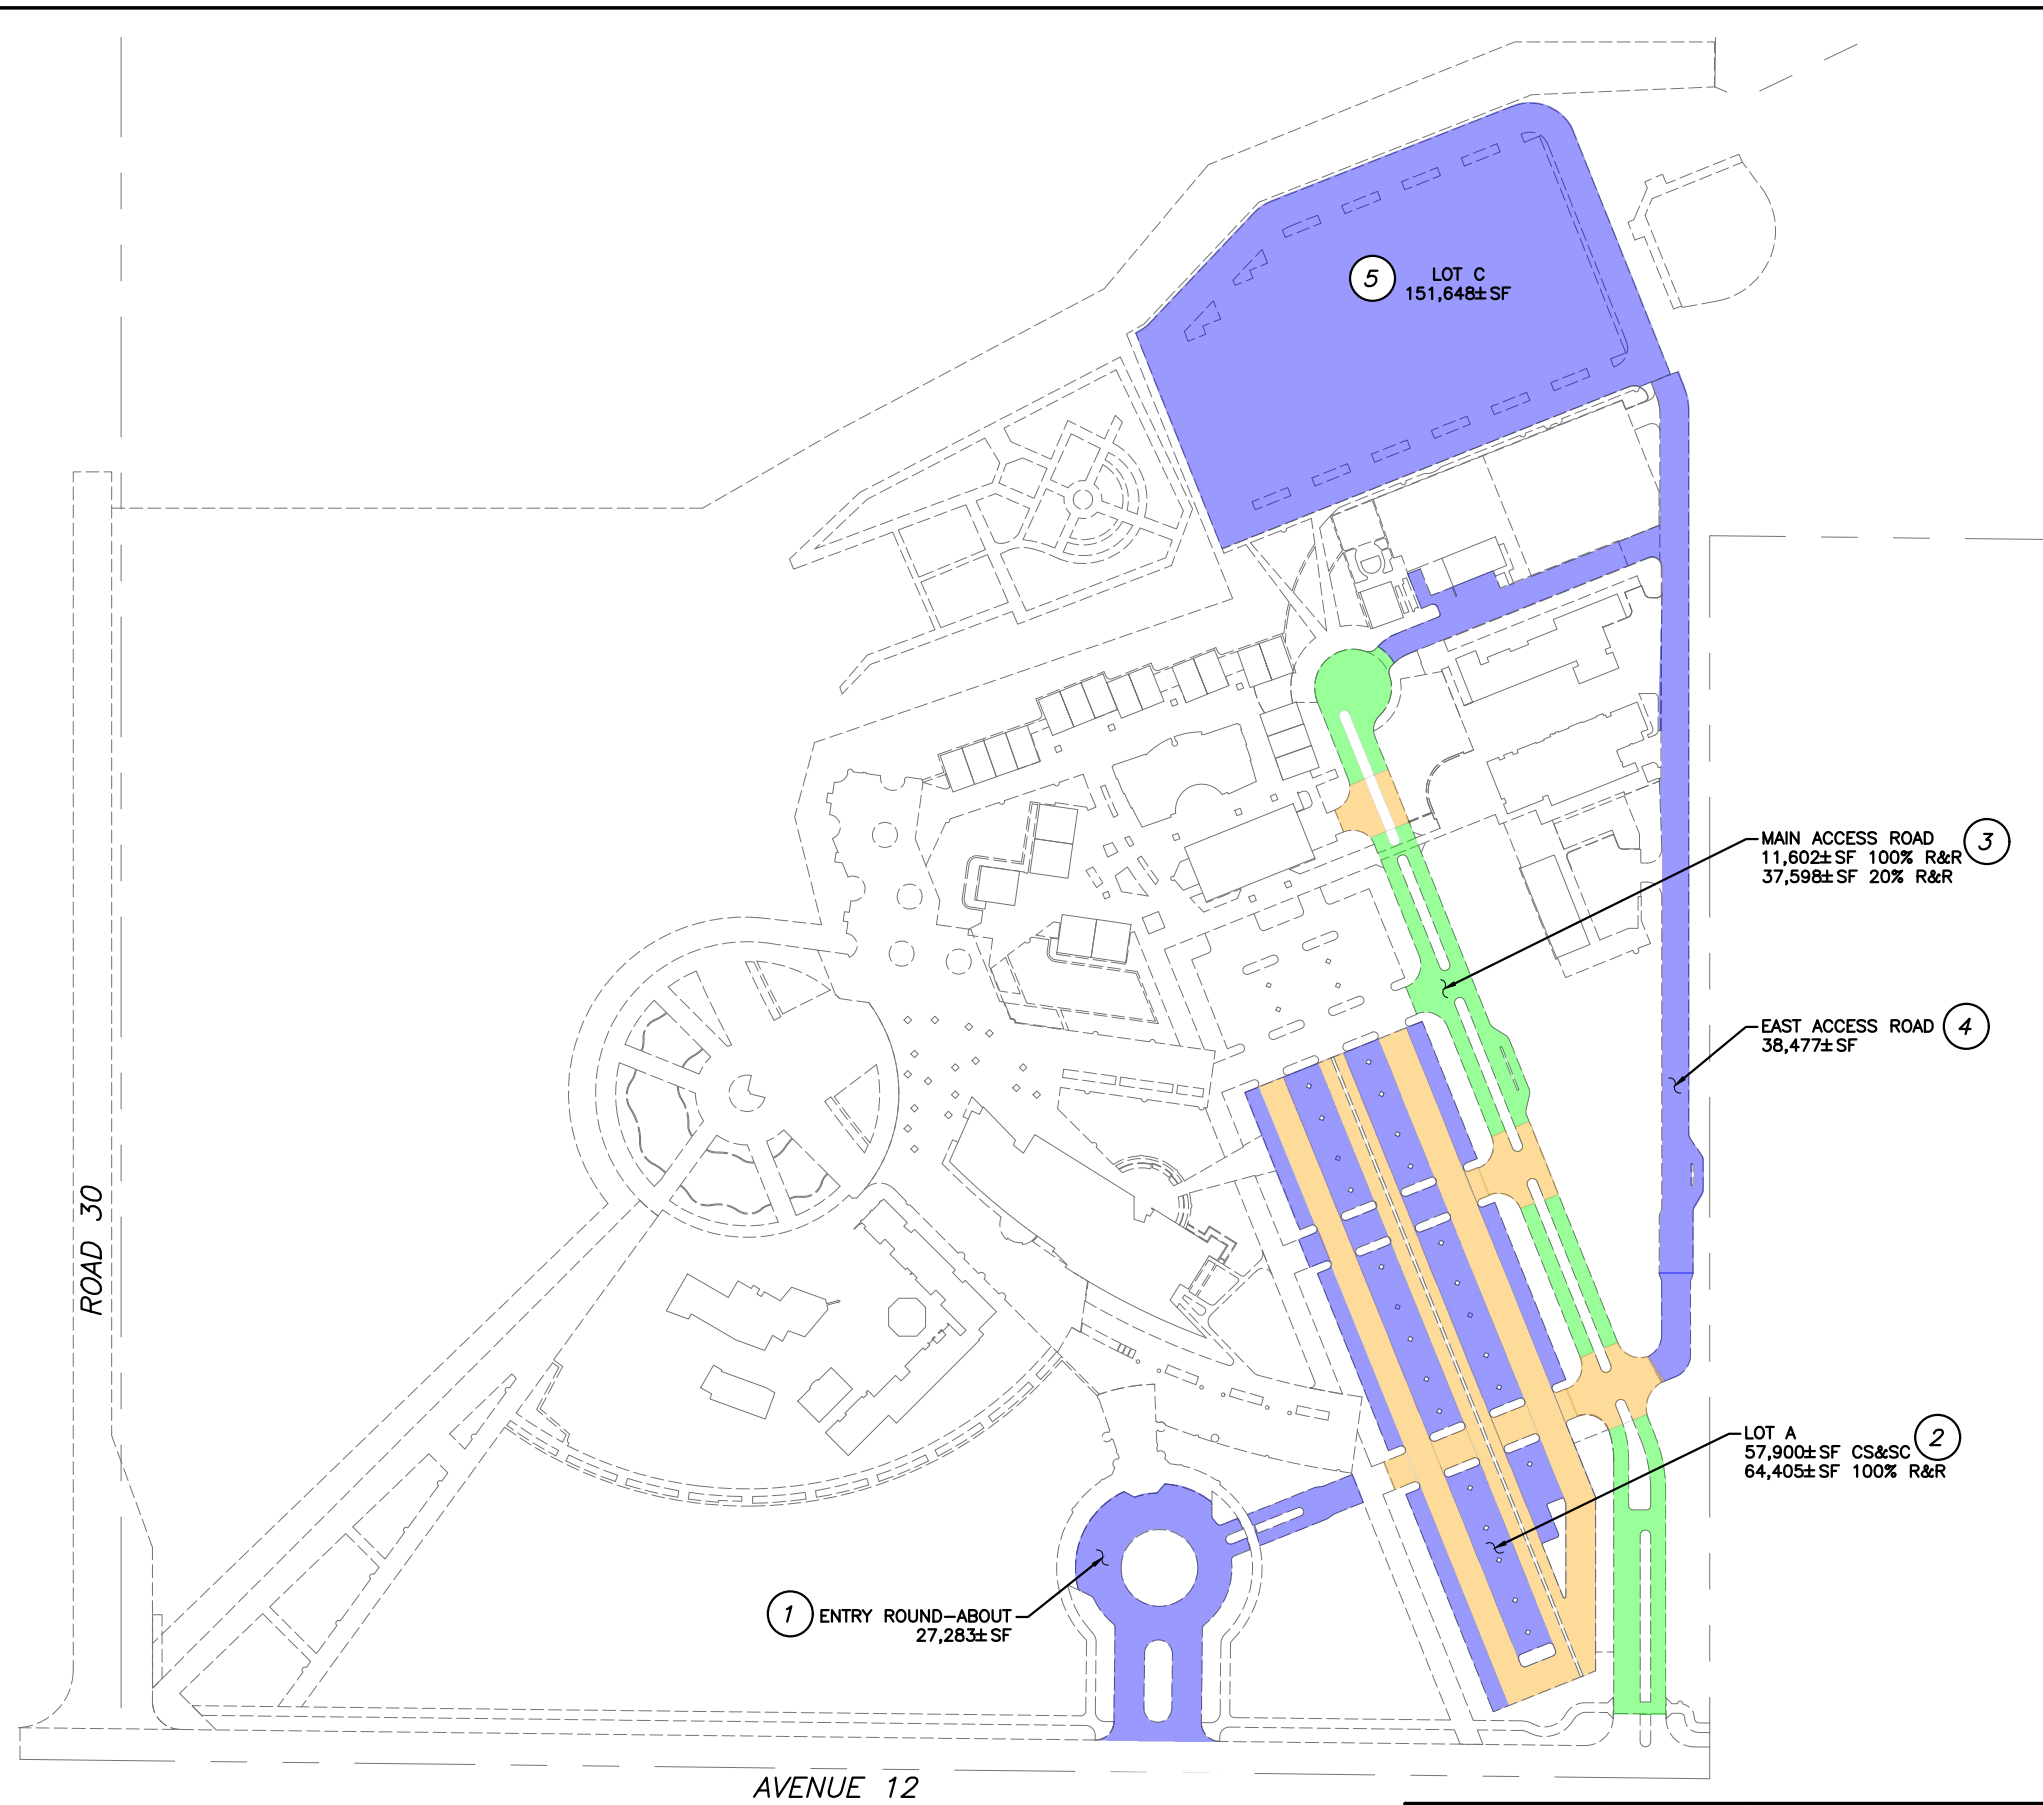 5
LOT C
151,648±SF
MAIN ACCESS ROAD
3
11,602±SF 100% R&R
37,598±SF 20% R&R
EAST ACCESS ROAD
4
38,477±SF
LOT A
2
57,900±SF CS&SC
64,405±SF 100% R&R
1
ENTRY ROUND-ABOUT
27,283±SF
ROAD 30
AVENUE 12